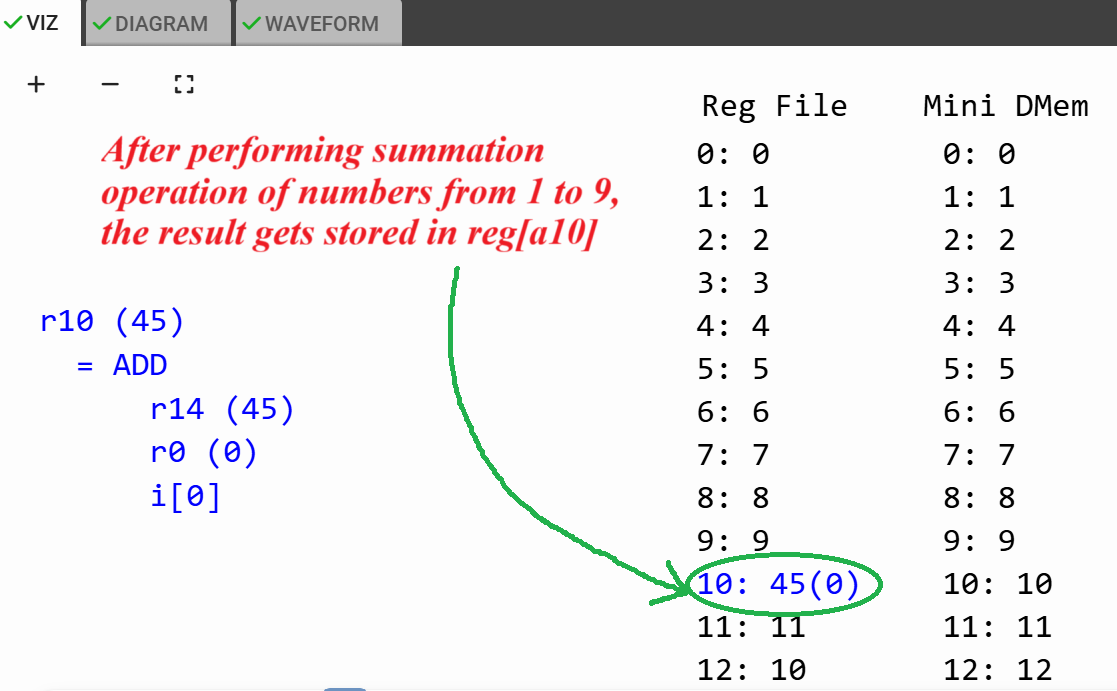 VIZ
DIAGRAM
WAVEFORM
After performing summation
operation of numbers from 1 to 9,
the result gets stored in reg[a10]
r10 (45)
= ADD
r14 (45)
r0 (0)
i[0]
Reg File
0: 0
1: 1
2: 2
3: 3
4: 4
5: 5
6: 6
7: 7
8: 8
9: 9
10: 45(0)
11: 11
12: 10
Mini DMem
0: 0
1: 1
2: 2
3: 3
4: 4
5: 5
6: 6
7: 7
8: 8
9: 9
10: 10
11: 11
12: 12